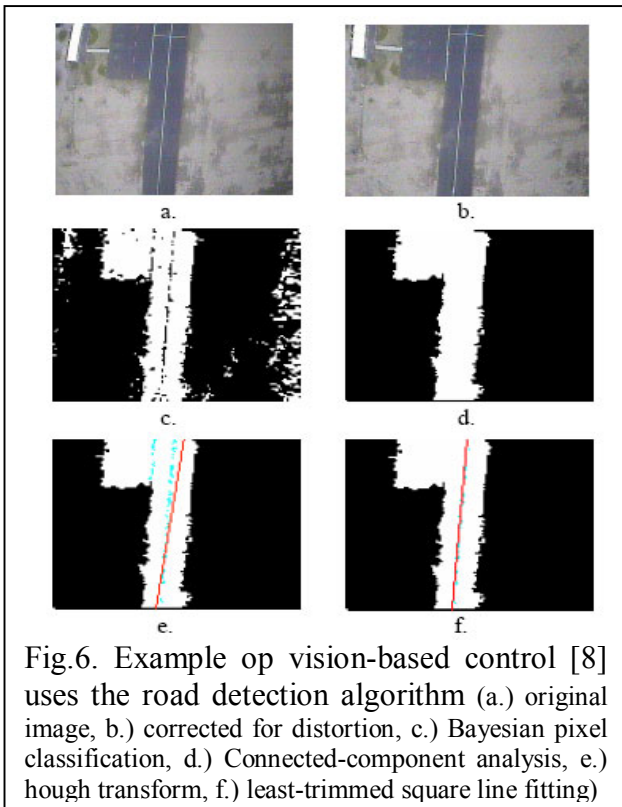 a.
b.
c.
d.
e.
f.
Fig.6. Example op vision-based control [8]
uses the road detection algorithm (a.) original
image, b.) corrected for distortion, c.) Bayesian pixel
classification, d.) Connected-component analysis, e.)
hough transform, f.) least-trimmed square line fitting)